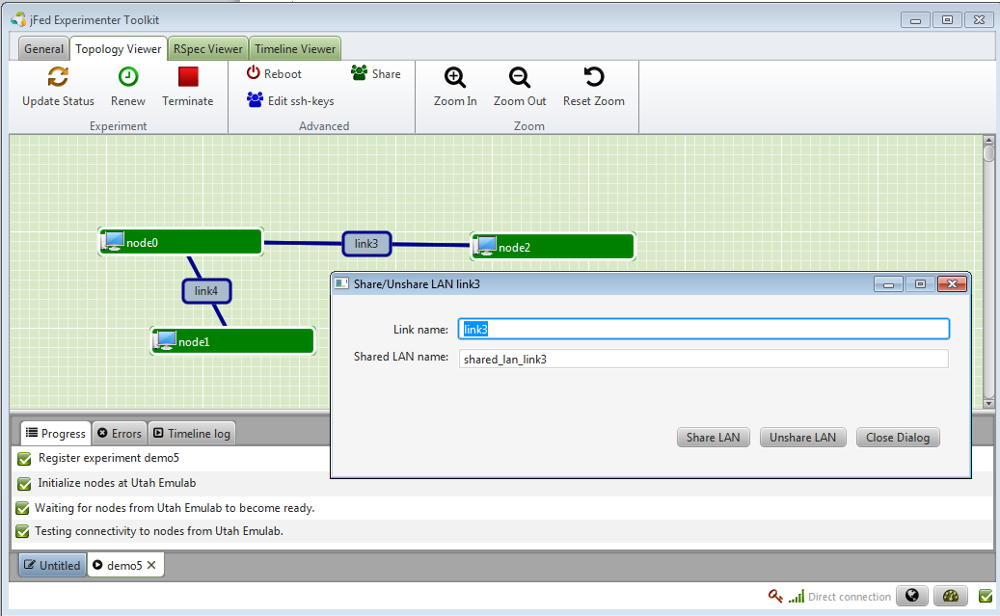 jFed Experimenter Toolkit
General Topology Viewer RSpec Viewer Timeline Viewer
Update Status Renew Terminate Reboot Share Edit ssh-keys Zoom In Zoom Out Reset Zoom
Experiment Advanced Zoom
node0 link3 node2
link4
node1
Share/Unshare LAN link3
Link name: link3
Shared LAN name: shared_lan_link3
Share LAN Unshare LAN Close Dialog
Progress Errors Timeline log
Register experiment demo5
Initialize nodes at Utah Emulab
Waiting for nodes from Utah Emulab to become ready.
Testing connectivity to nodes from Utah Emulab.
Untitled demo5
Direct connection